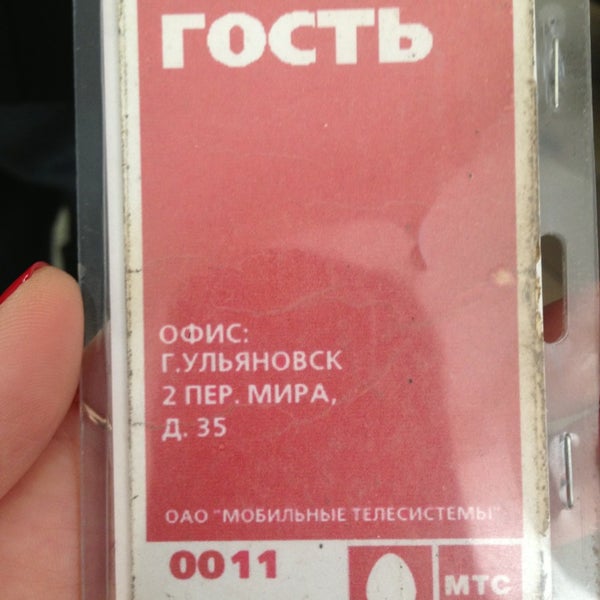 ГОСТЬ
ОФИС:
Г.УЛЬЯНОВСК
2 ПЕР. МИРА,
Д. 35
ОАО "МОБИЛЬНЫЕ ТЕЛЕСИСТЕМЫ"
0011
МТС